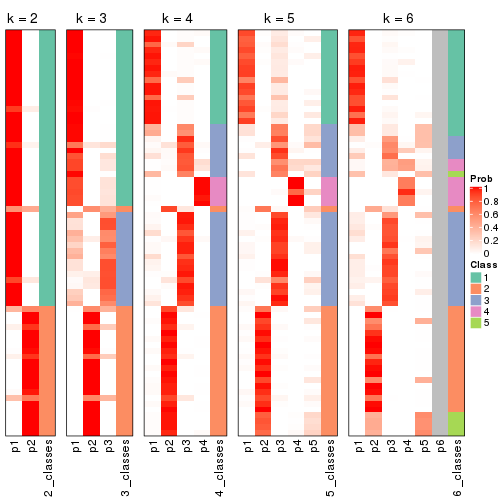 k = 2
k = 3
k = 4
k = 5
k = 6
Prob
1
0.8
0.6
0.4
0.2
0
Class
1
2
3
4
5
p1
p2
2_classes
p1
p2
p3
3_classes
p1
p2
p3
p4
4_classes
p1
p2
p3
p4
p5
5_classes
p1
p2
p3
p4
p5
p6
6_classes